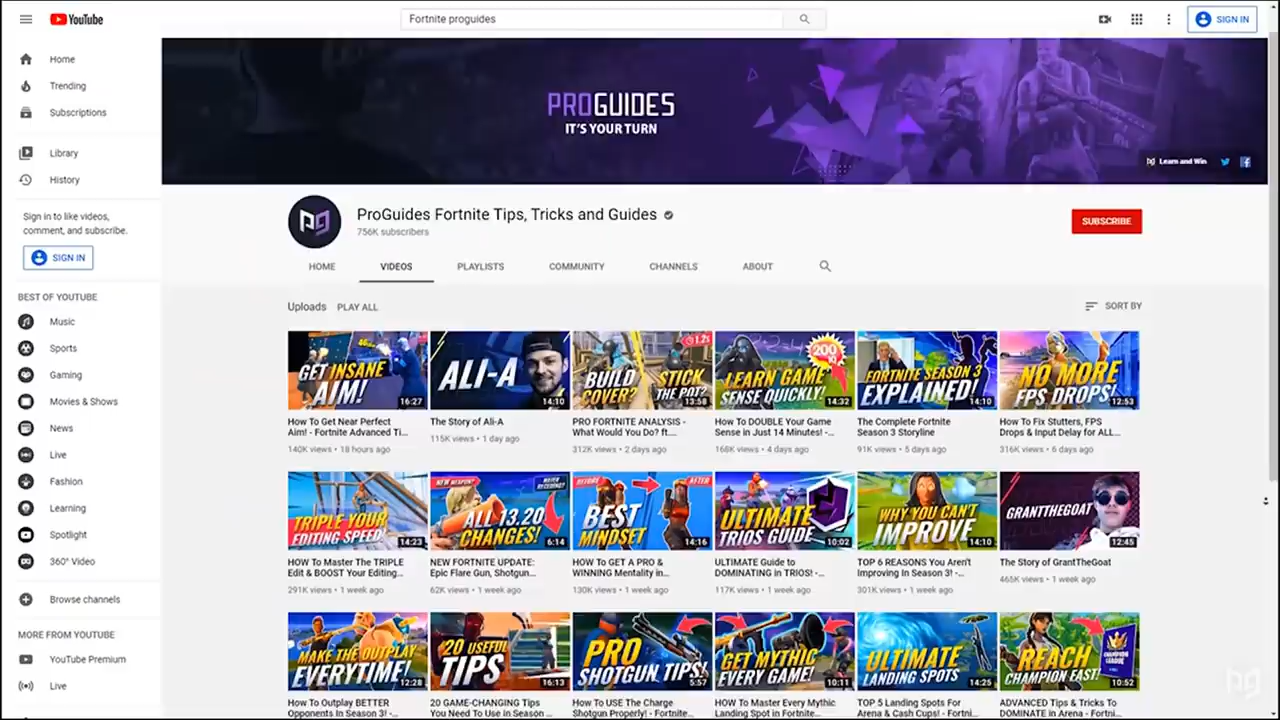 YouTube
Fortnite proguides
SIGN IN
Home
Trending
Subscriptions
Library
History
Sign in to like videos,
comment, and subscribe.
SIGN IN
BEST OF YOUTUBE
Music
Sports
Gaming
Movies & Shows
News
Live
Fashion
Learning
Spotlight
360° Video
Browse channels
MORE FROM YOUTUBE
YouTube Premium
Live
PROGUIDES
IT'S YOUR TURN
Learn and Win
ProGuides Fortnite Tips, Tricks and Guides
756K subscribers
SUBSCRIBE
HOME VIDEOS PLAYLISTS COMMUNITY CHANNELS ABOUT
Uploads PLAY ALL
SORT BY
GET INSANE
AIM!
16:27
How To Get Near Perfect
Aim! - Fortnite Advanced Ti...
140K views • 18 hours ago
ALI-A
14:10
The Story of Ali-A
115K views • 1 day ago
1.2s
BUILD COVER?
STICK THE POT?
13:58
PRO FORTNITE ANALYSIS -
What Would You Do? ft....
312K views • 2 days ago
200
LEARN GAME
SENSE QUICKLY!
14:32
How To DOUBLE Your Game
Sense in Just 14 Minutes! -...
168K views • 4 days ago
FORTNITE SEASON 3
EXPLAINED!
14:10
The Complete Fortnite
Season 3 Storyline
91K views • 5 days ago
NO MORE
FPS DROPS!
12:53
How To Fix Stutters, FPS
Drops & Input Delay for ALL...
316K views • 6 days ago
TRIPLE YOUR
EDITING SPEED!
14:23
HOW To Master The TRIPLE
Edit & BOOST Your Editing...
291K views • 1 week ago
NEW WEAPON?
ALL 13.20
CHANGES!
6:14
NEW FORTNITE UPDATE:
Epic Flare Gun, Shotgun...
62K views • 1 week ago
BEFORE
AFTER
BEST
MINDSET
14:16
HOW To GET A PRO &
WINNING Mentality in...
130K views • 1 week ago
ULTIMATE
TRIOS GUIDE
10:02
ULTIMATE Guide to
DOMINATING in TRIOS! -...
117K views • 1 week ago
WHY YOU CAN'T
IMPROVE
14:10
TOP 6 REASONS You Aren't
Improving In Season 3! -...
301K views • 1 week ago
GRANTTHEGOAT
12:45
The Story of GrantTheGoat
465K views • 1 week ago
MAKE THE OUTPLAY
EVERYTIME!
12:28
How To Outplay BETTER
Opponents In Season 3! -...
20 USEFUL
TIPS
16:13
20 GAME-CHANGING Tips
You Need To Use in Season ...
PRO
SHOTGUN TIPS!
5:57
How To USE The Charge
Shotgun Properly! - Fortnite...
GET MYTHIC
EVERY GAME!
10:11
HOW To Master Every Mythic
Landing Spot in Fortnite...
ULTIMATE
LANDING SPOTS
14:25
TOP 5 Landing Spots For
Arena & Cash Cups! - Fortni...
REACH
CHAMPION FAST!
CHAMPION
LEAGUE
10:52
ADVANCED Tips & Tricks To
DOMINATE in Arena - Fortni...